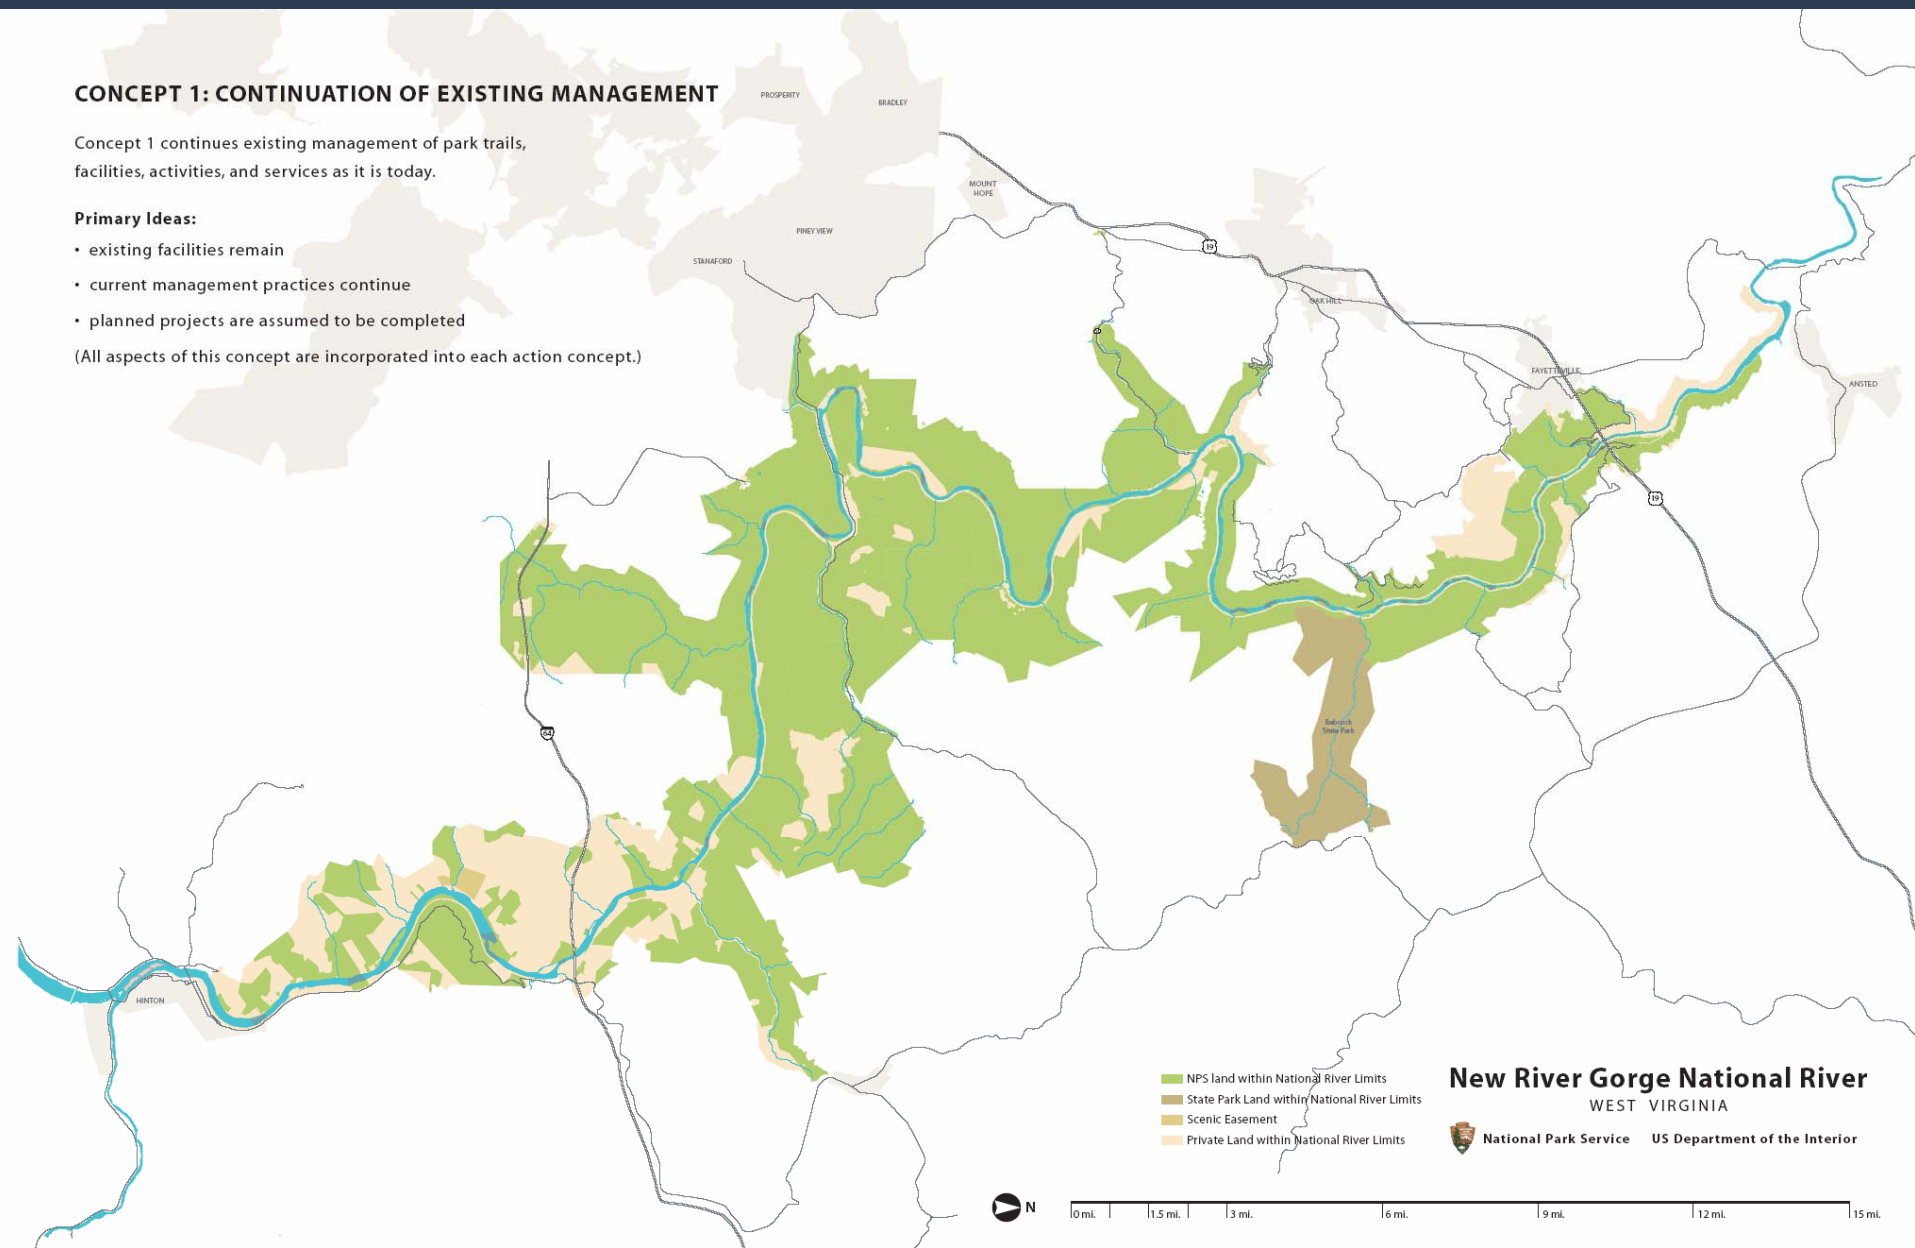 CONCEPT 1: CONTINUATION OF EXISTING MANAGEMENT
Concept 1 continues existing management of park trails,
facilities, activities, and services as it is today.
Primary Ideas:
• existing facilities remain
• current management practices continue
• planned projects are assumed to be completed
(All aspects of this concept are incorporated into each action concept.)
PROSPERITY
BRADLEY
MOUNT
HOPE
PINEY VIEW
STANAFORD
19
OAK HILL
FAYETTEVILLE
ANSTED
19
64
Babcock
State Park
HINTON
NPS land within National River Limits
State Park Land within National River Limits
Scenic Easement
Private Land within National River Limits
New River Gorge National River
WEST VIRGINIA
National Park Service US Department of the Interior
N
0 mi. 1.5 mi. 3 mi. 6 mi. 9 mi. 12 mi. 15 mi.